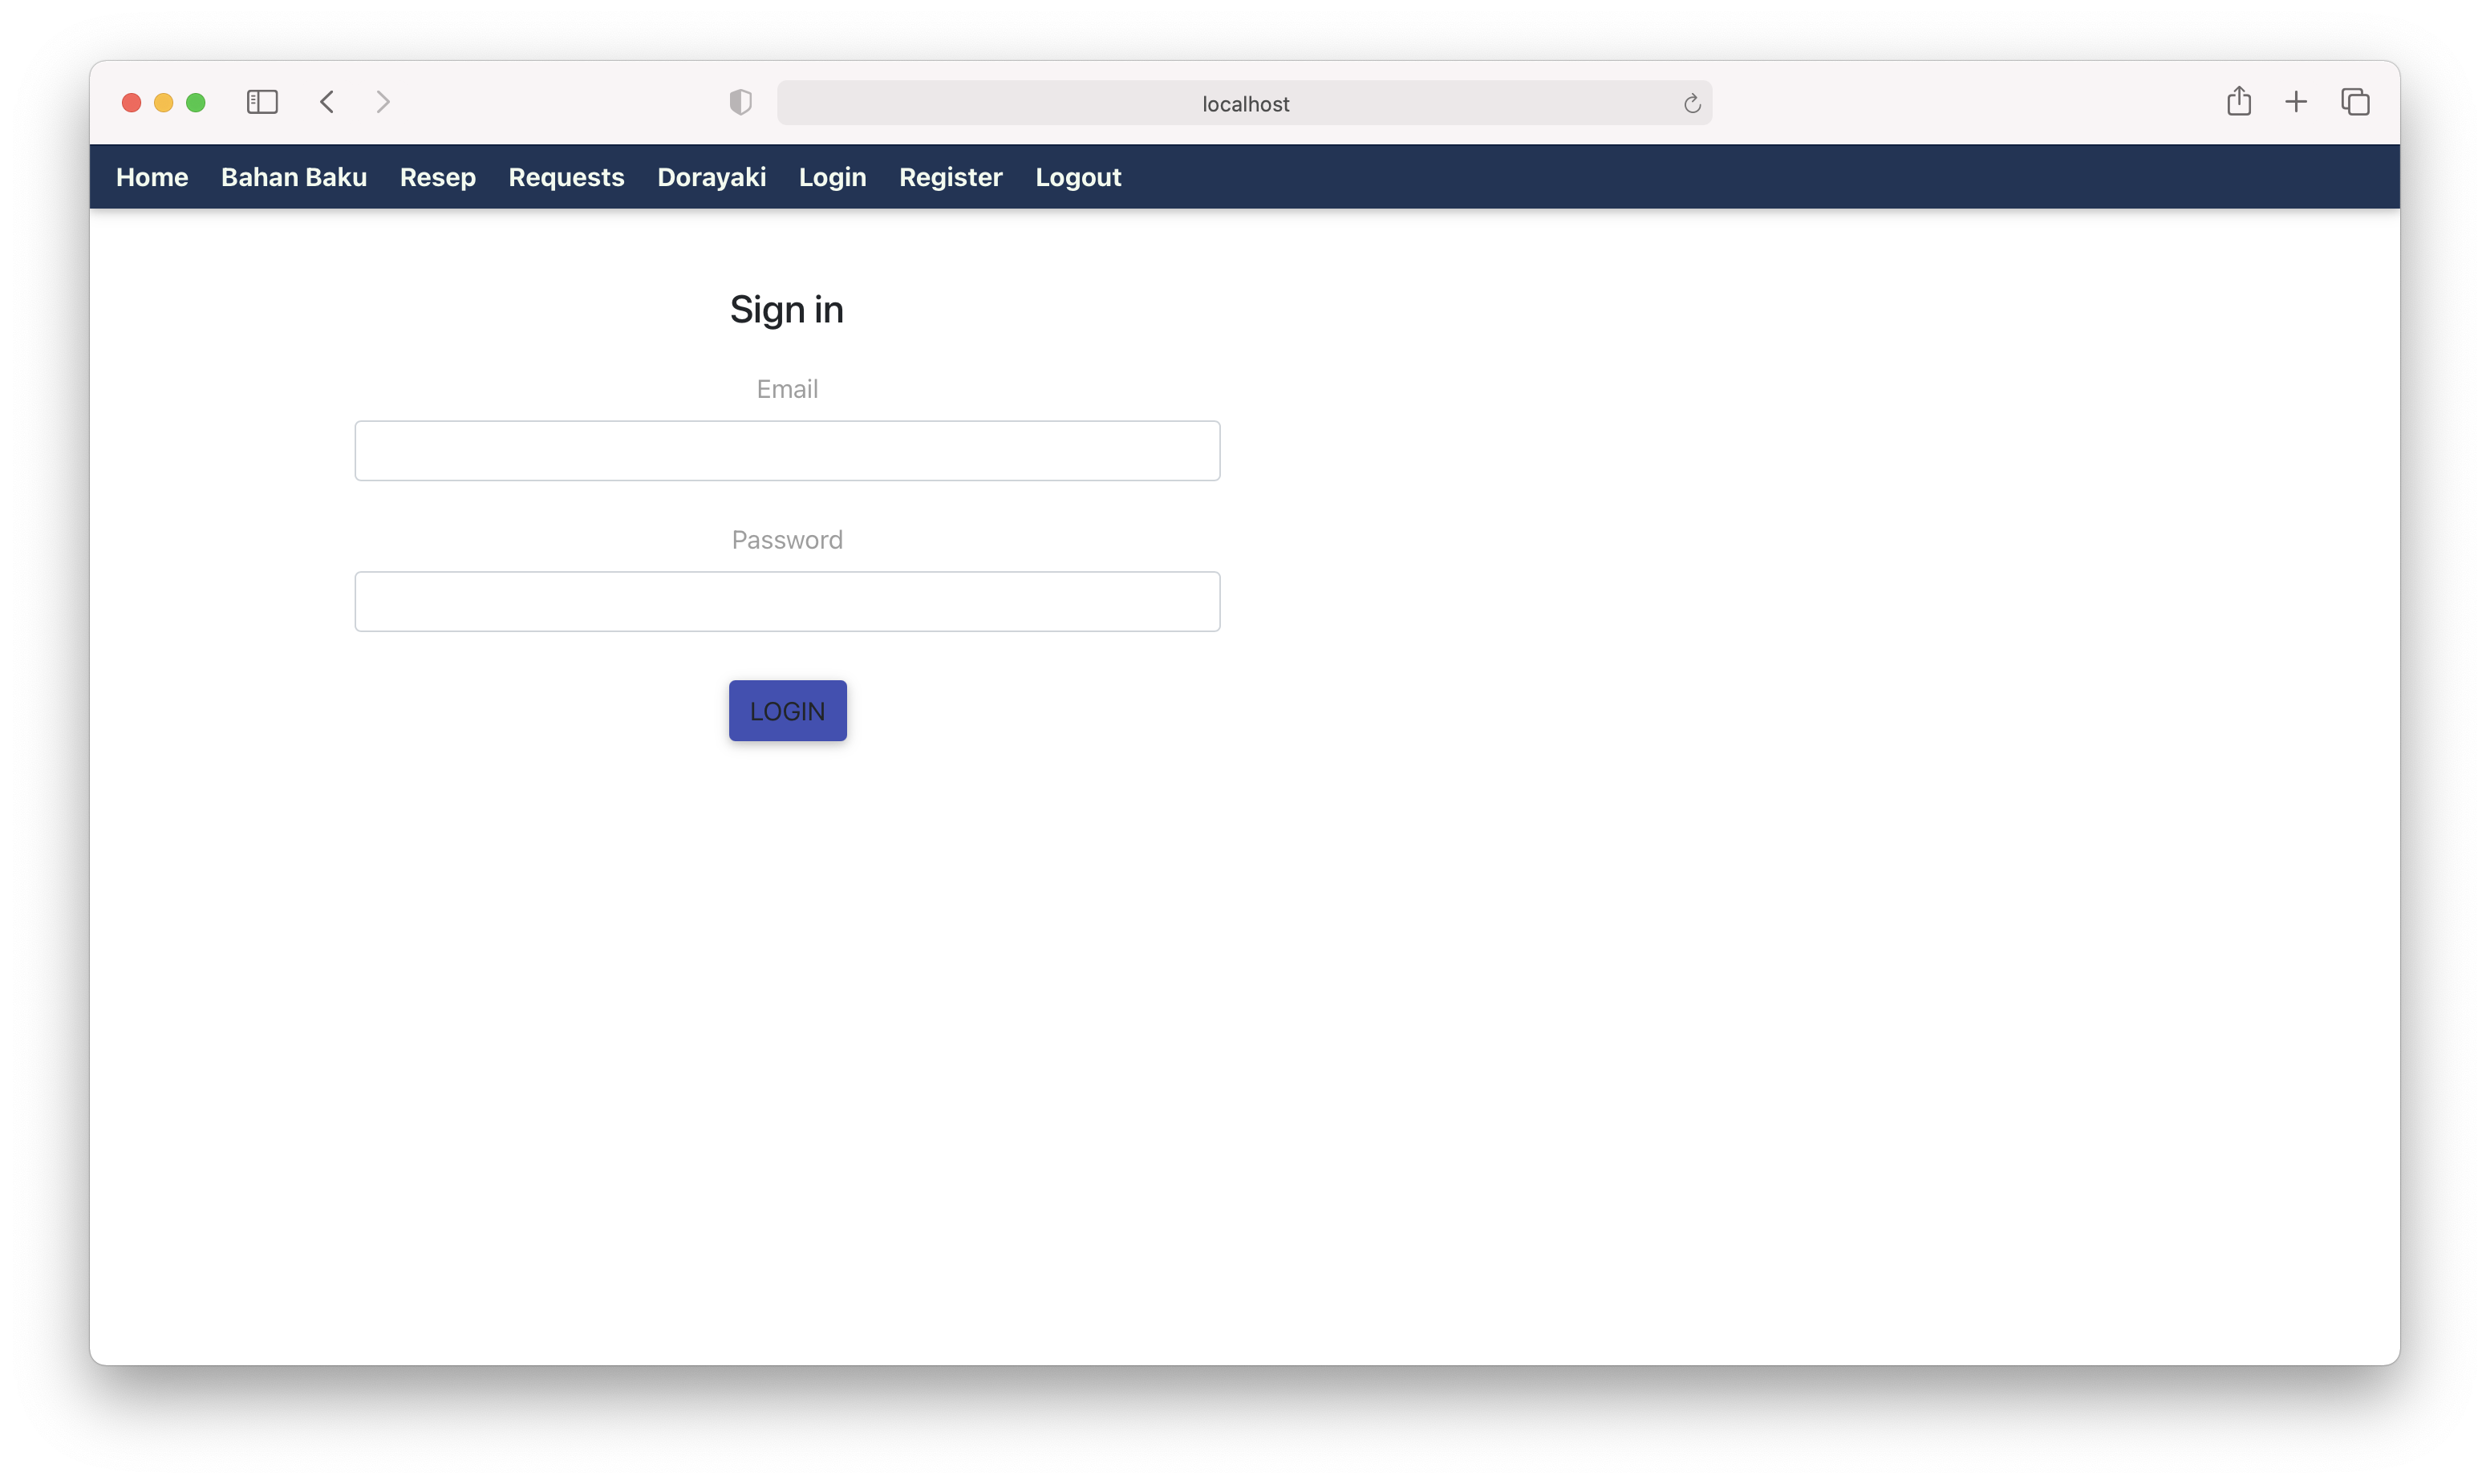 localhost
Home Bahan Baku Resep Requests Dorayaki Login Register Logout
Sign in
Email
Password
LOGIN